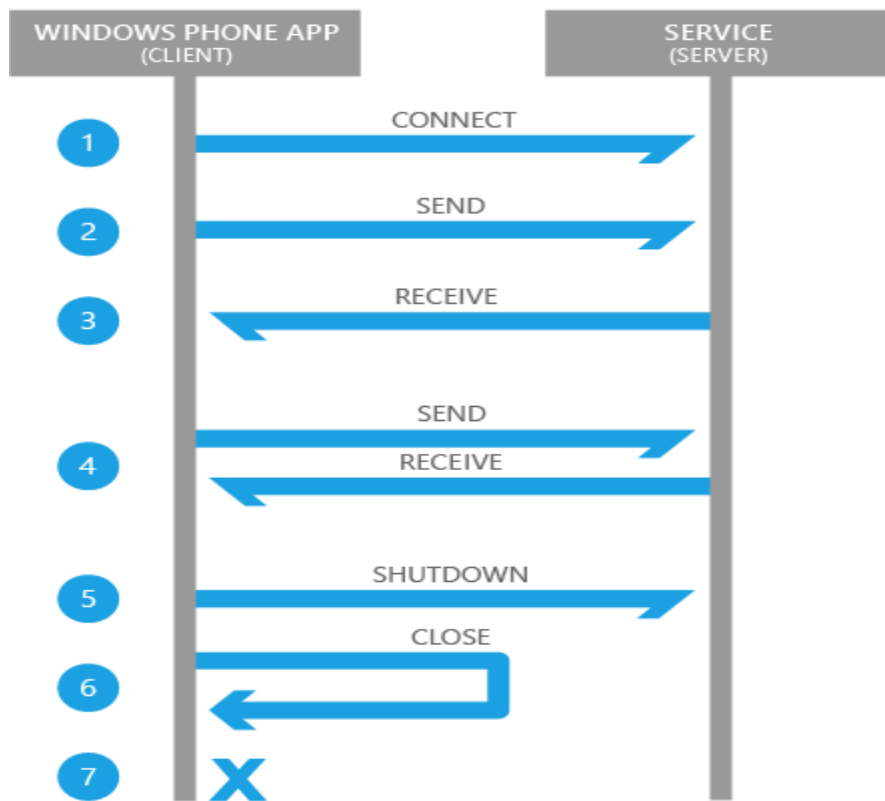 WINDOWS PHONE APP
(CLIENT)
SERVICE
(SERVER)
1
CONNECT
2
SEND
3
RECEIVE
SEND
4
RECEIVE
5
SHUTDOWN
CLOSE
6
7
X